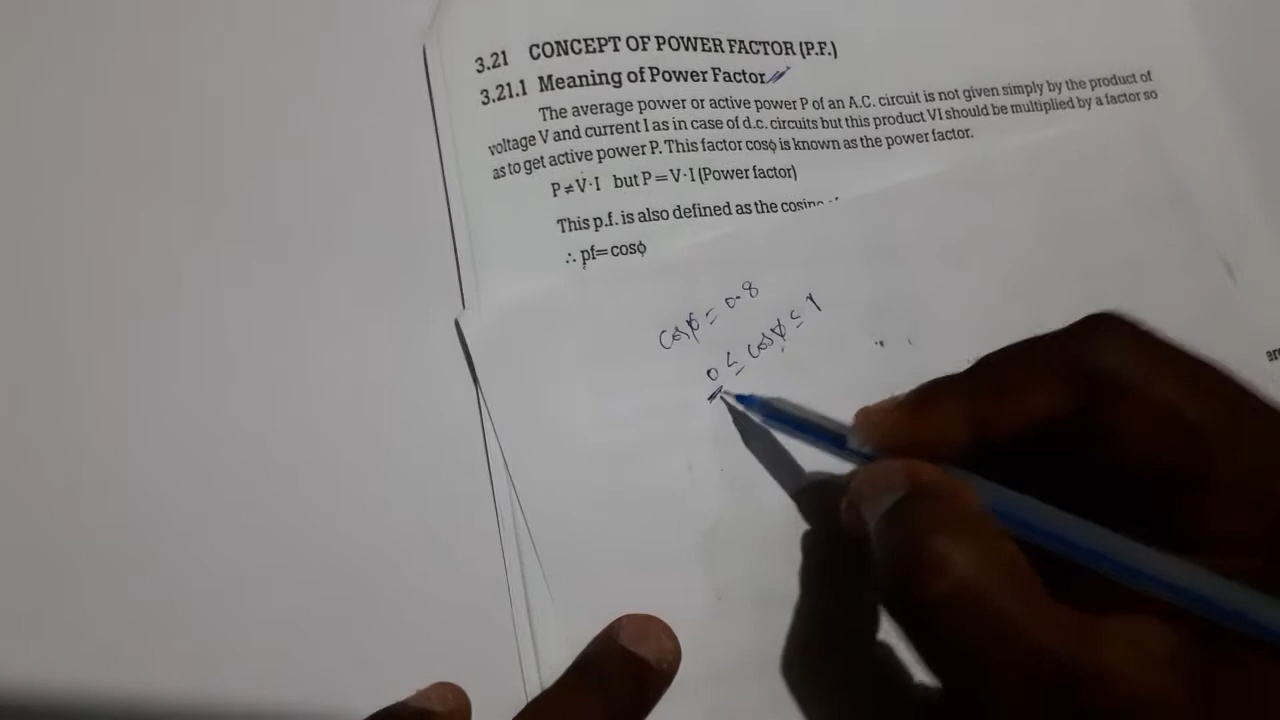 3.21 CONCEPT OF POWER FACTOR (P.F.)
3.21.1 Meaning of Power Factor
The average power or active power P of an A.C. circuit is not given simply by the product of
voltage V and current I as in case of d.c. circuits but this product VI should be multiplied by a factor so
as to get active power P. This factor cosϕ is known as the power factor.
P ≠ V·I but P = V·I (Power factor)
This p.f. is also defined as the cosine
∴ pf = cosϕ
cosϕ = 0.8
0 ≤ cosϕ ≤ 1